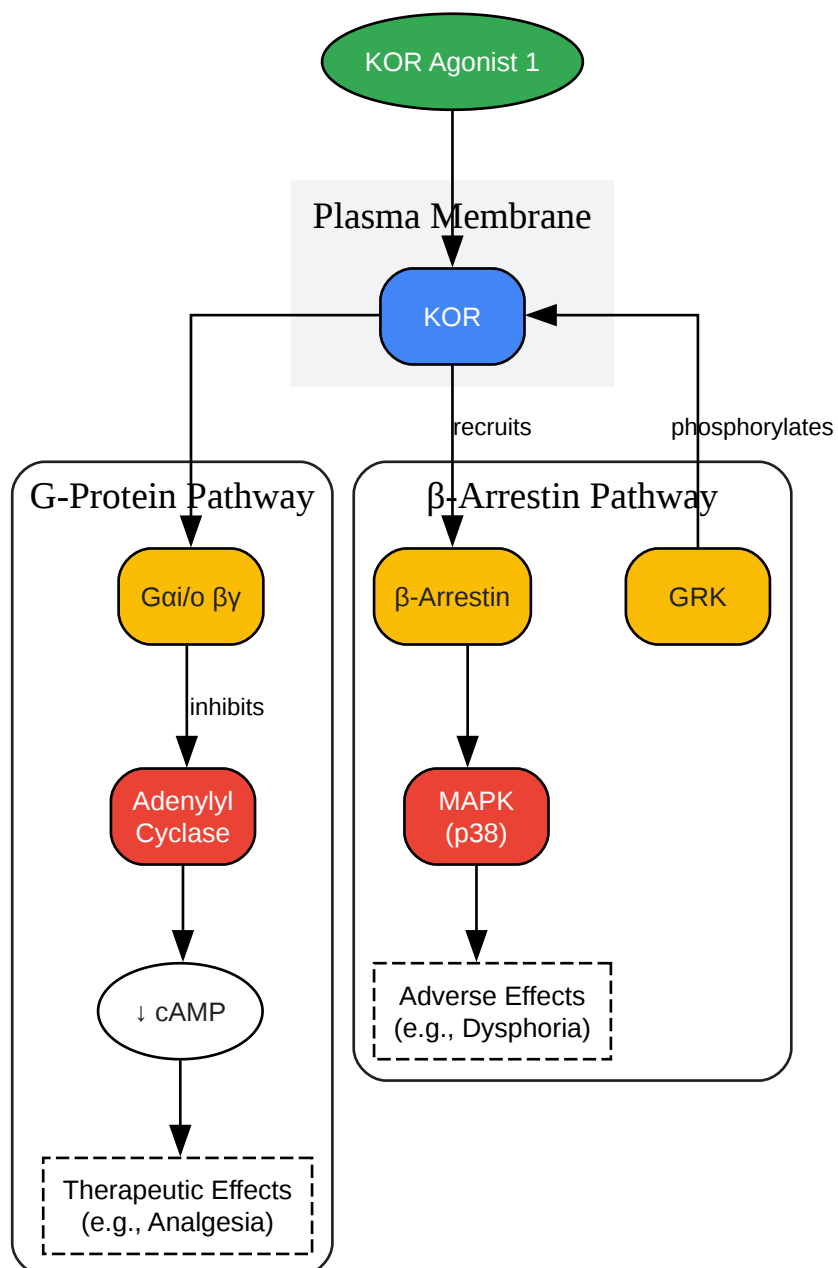 KOR Agonist 1
Plasma Membrane
KOR
recruits
phosphorylates
G-Protein Pathway
Gαi/o βγ
inhibits
Adenylyl
Cyclase
↓ cAMP
Therapeutic Effects
(e.g., Analgesia)
β-Arrestin Pathway
β-Arrestin
GRK
MAPK
(p38)
Adverse Effects
(e.g., Dysphoria)